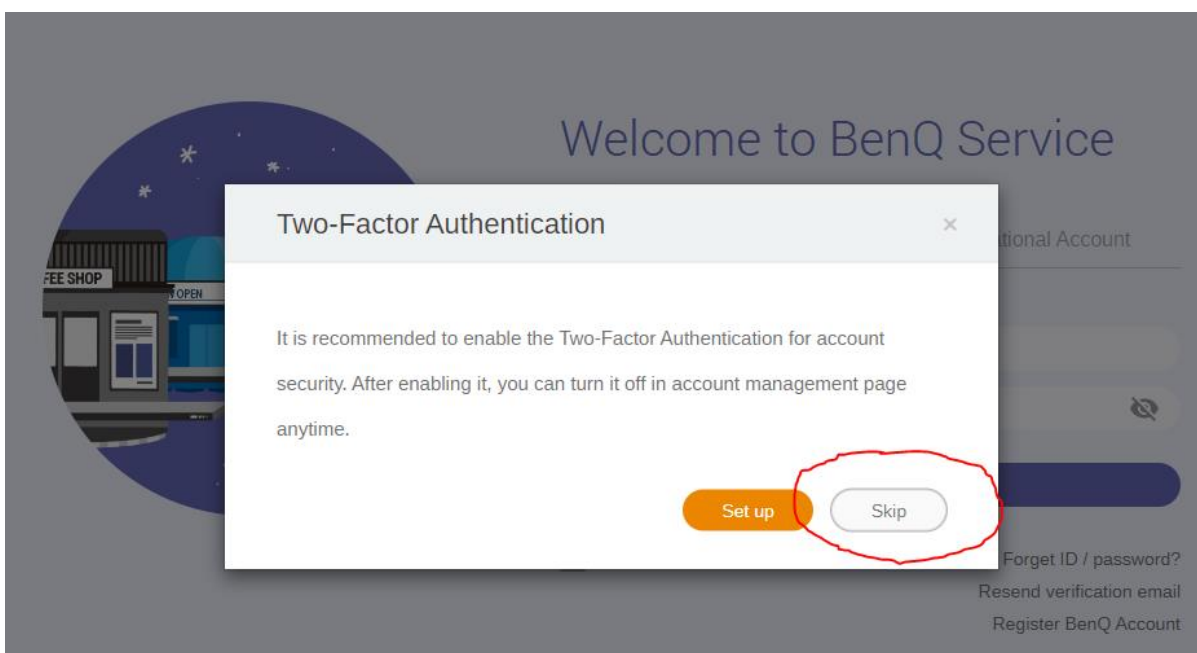 Welcome to BenQ Service
Two-Factor Authentication
×
tional Account
FEE SHOP
OPEN
It is recommended to enable the Two-Factor Authentication for account
security. After enabling it, you can turn it off in account management page
anytime.
Set up
Skip
Forget ID / password?
Resend verification email
Register BenQ Account